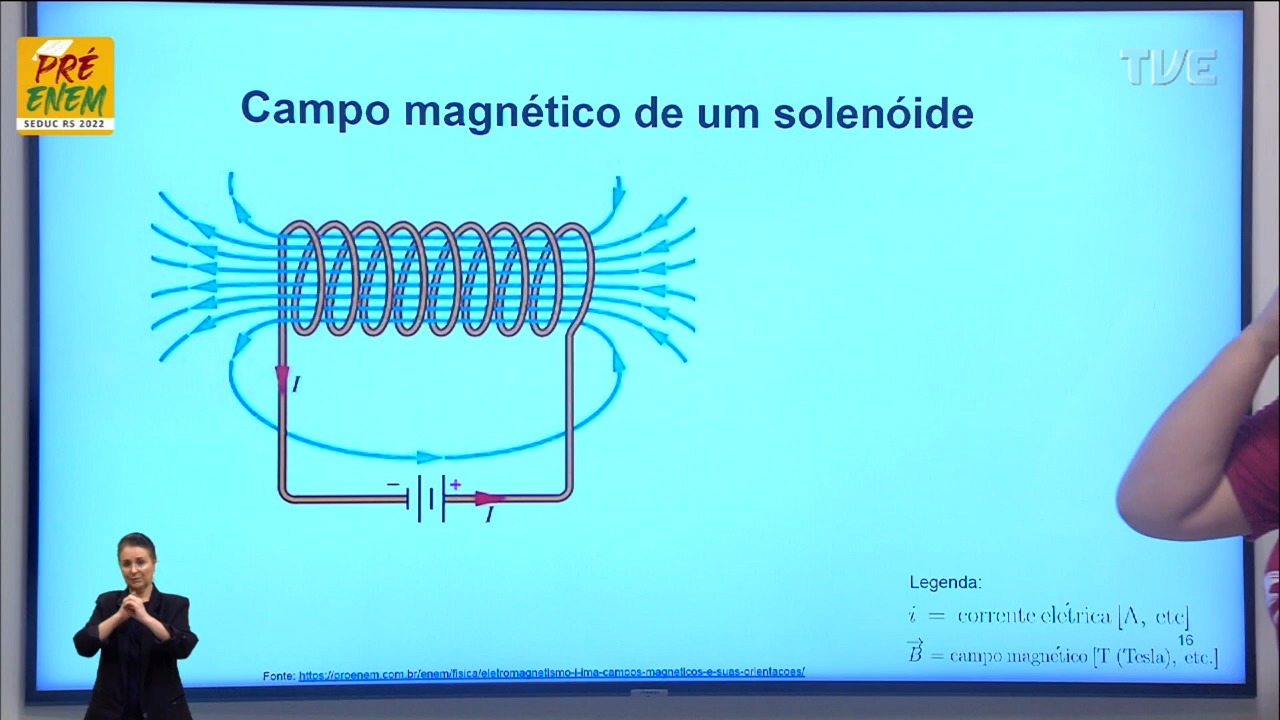 PRÉ
ENEM
SEDUC RS 2022
TVE
Campo magnético de um solenóide
I
− +
I
Legenda:
i = corrente elétrica [A, etc]
16
B⃗ = campo magnético [T (Tesla), etc.]
Fonte: https://proenem.com.br/enem/fisica/eletromagnetismo-i-ima-campos-magneticos-e-suas-orientacoes/